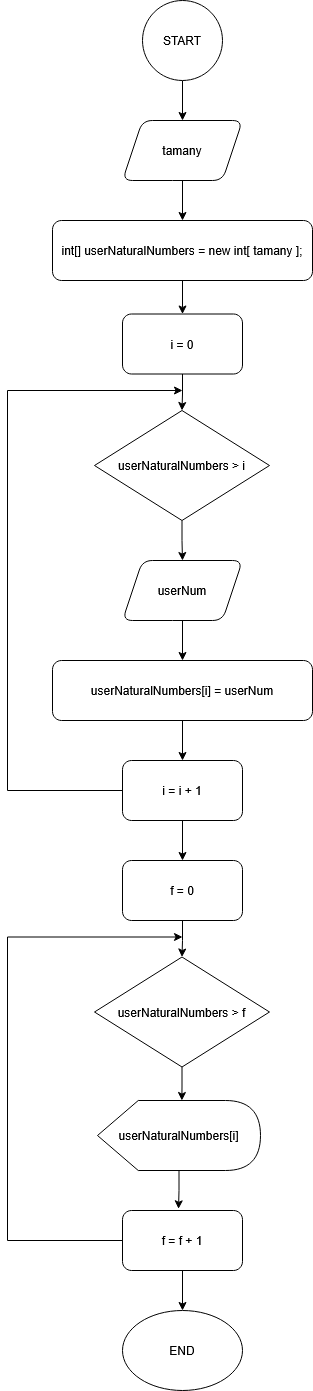 START
tamany
int[] userNaturalNumbers = new int[ tamany ];
i = 0
userNaturalNumbers > i
userNum
userNaturalNumbers[i] = userNum
i = i + 1
f = 0
userNaturalNumbers > f
userNaturalNumbers[i]
f = f + 1
END